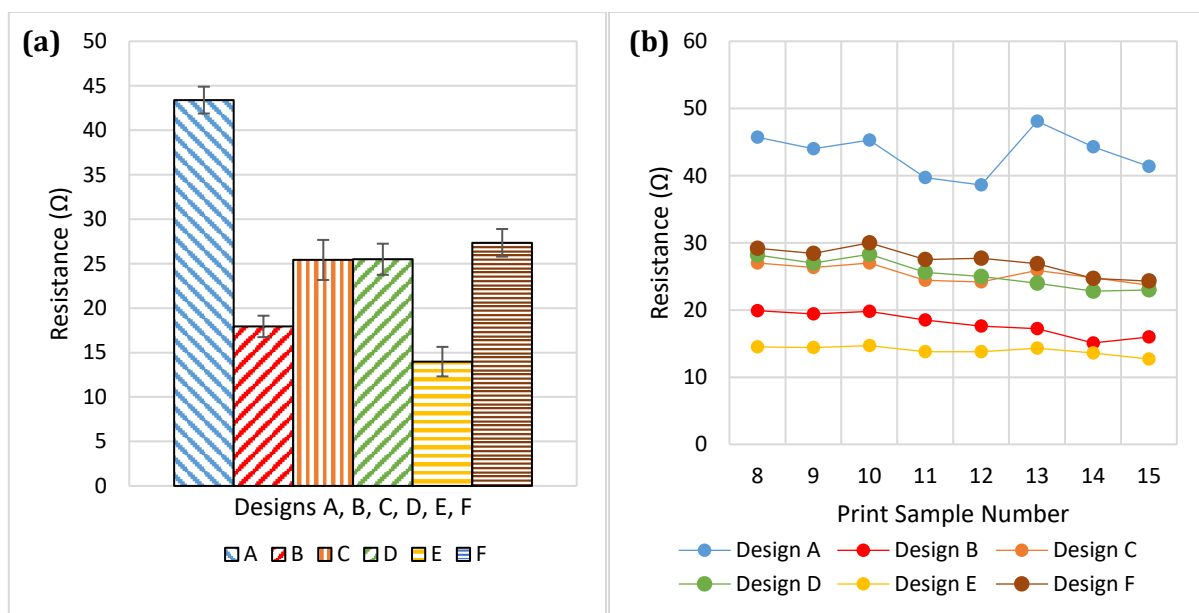 (a)
50
45
40
35
30
25
20
15
10
5
0
Resistance (Ω)
Designs A, B, C, D, E, F
A B C D E F
(b)
60
50
40
30
20
10
0
Resistance (Ω)
8 9 10 11 12 13 14 15
Print Sample Number
Design A Design B Design C
Design D Design E Design F